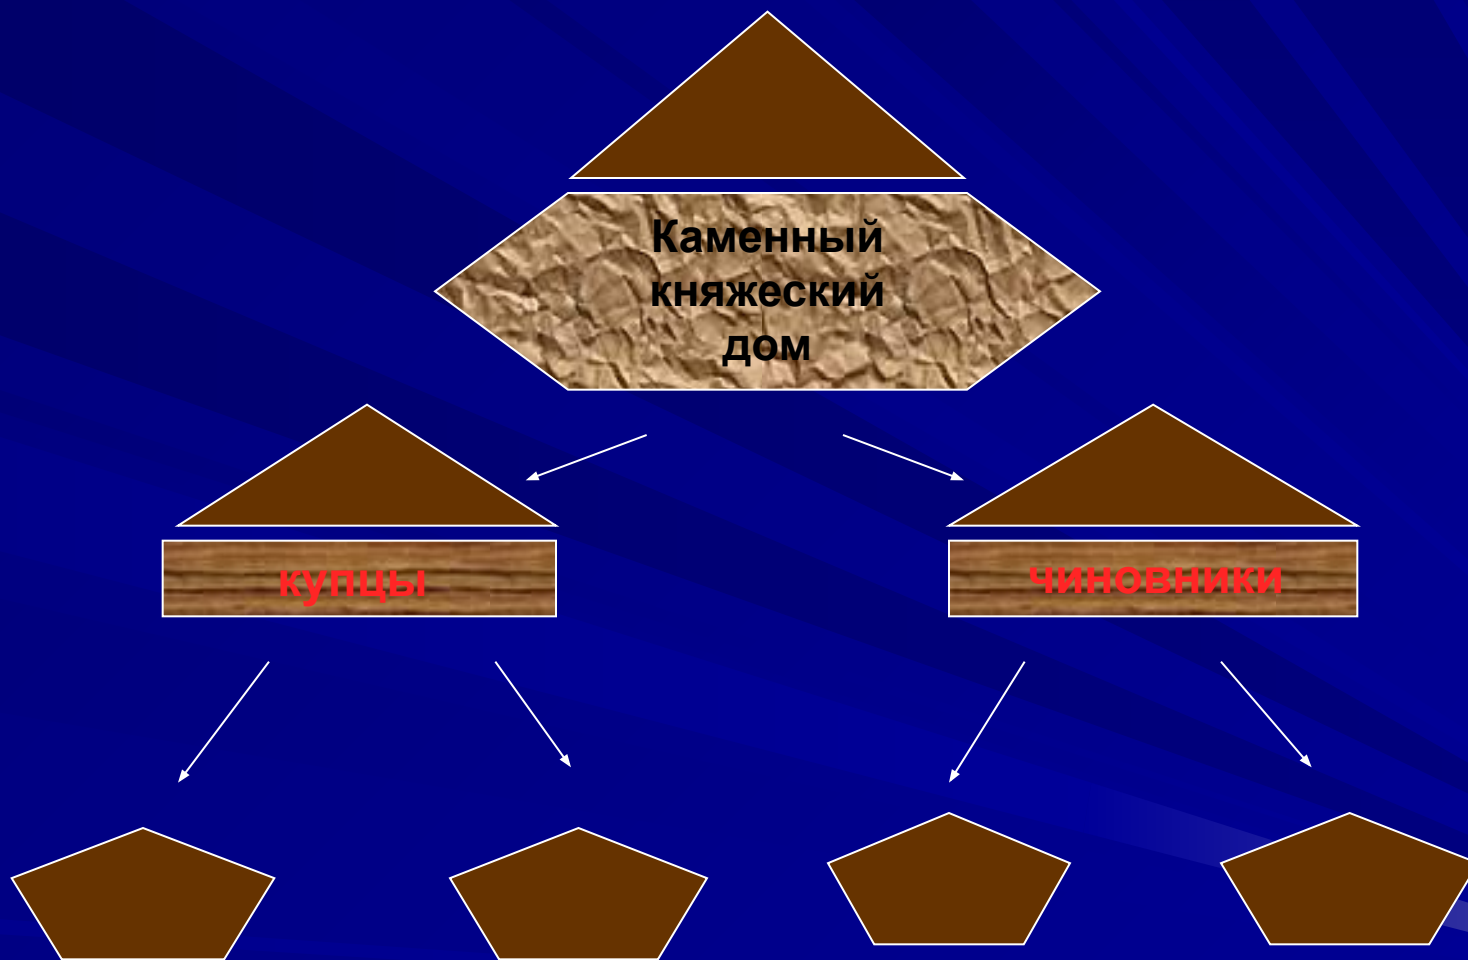 Каменный
княжеский
дом
купцы
чиновники